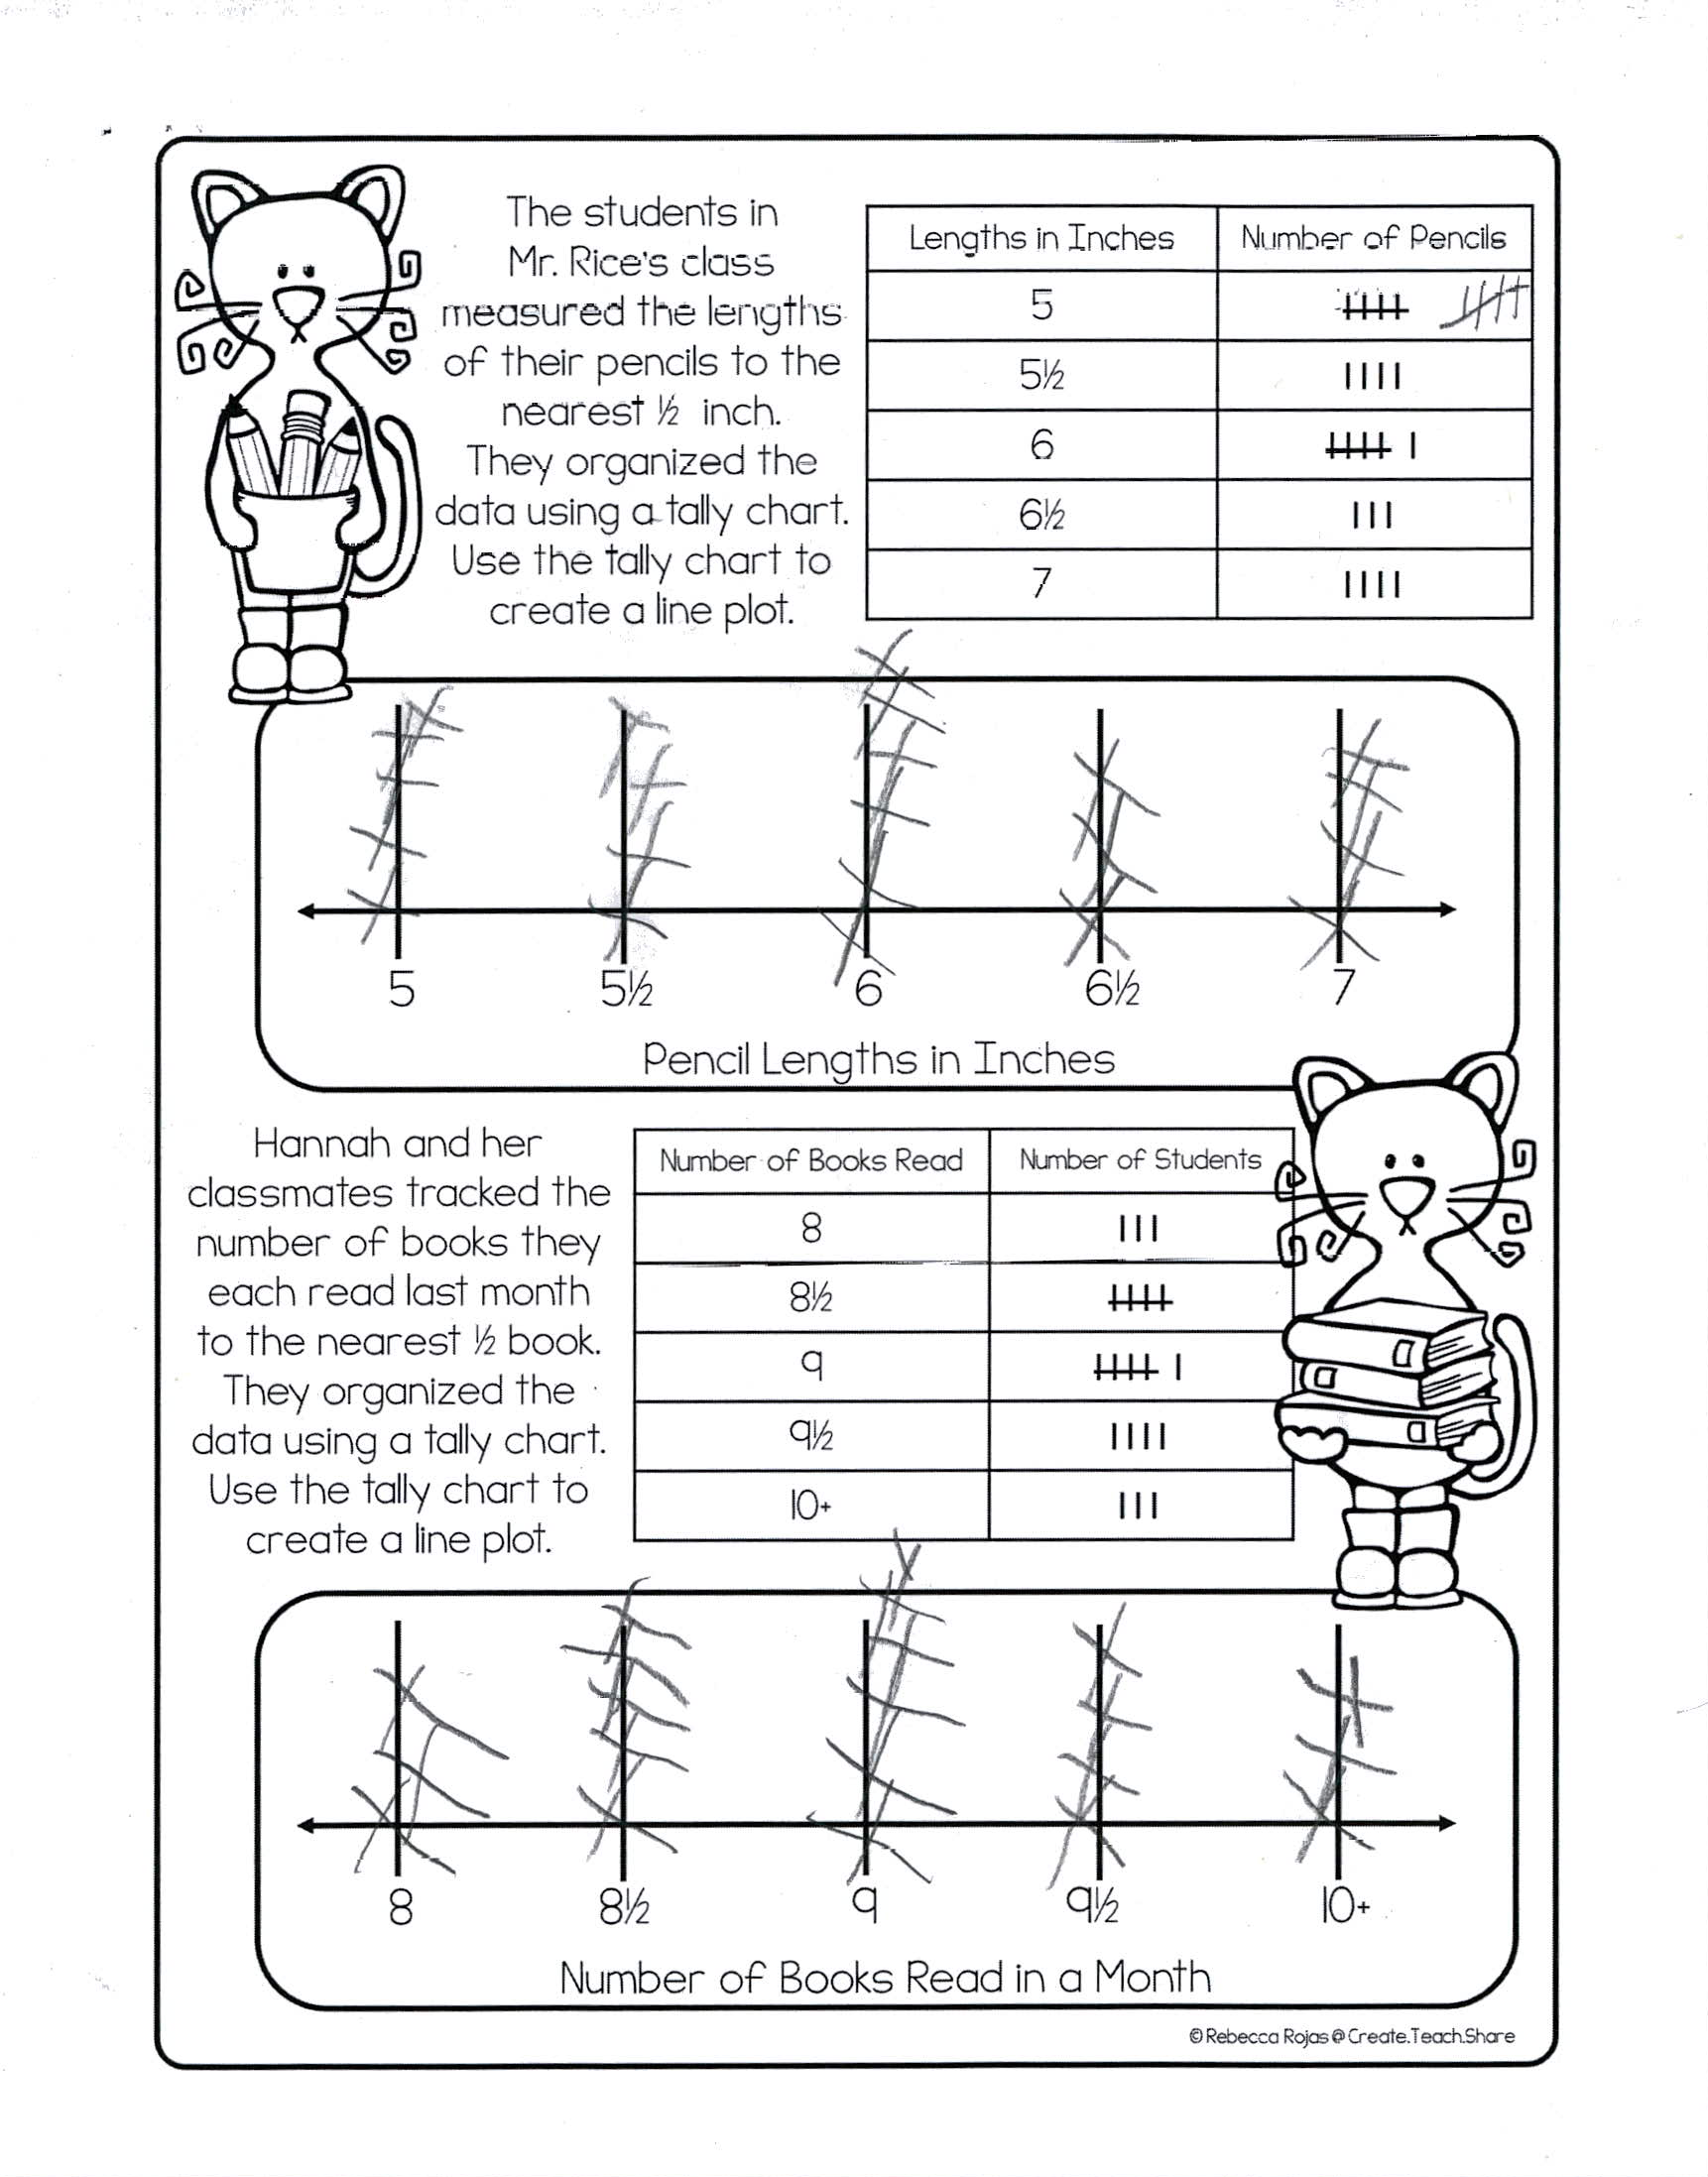 The students in
Mr. Rice's class
measured the lengths
of their pencils to the
nearest ½ inch.
They organized the
data using a tally chart.
Use the tally chart to
create a line plot.
Lengths in Inches Number of Pencils
5
5½
6
6½
7
5 5½ 6 6½ 7
Pencil Lengths in Inches
Hannah and her
classmates tracked the
number of books they
each read last month
to the nearest ½ book.
They organized the
data using a tally chart.
Use the tally chart to
create a line plot.
Number of Books Read Number of Students
8
8½
9
9½
10+
8 8½ 9 9½ 10+
Number of Books Read in a Month
© Rebecca Rojas @ Create.Teach.Share